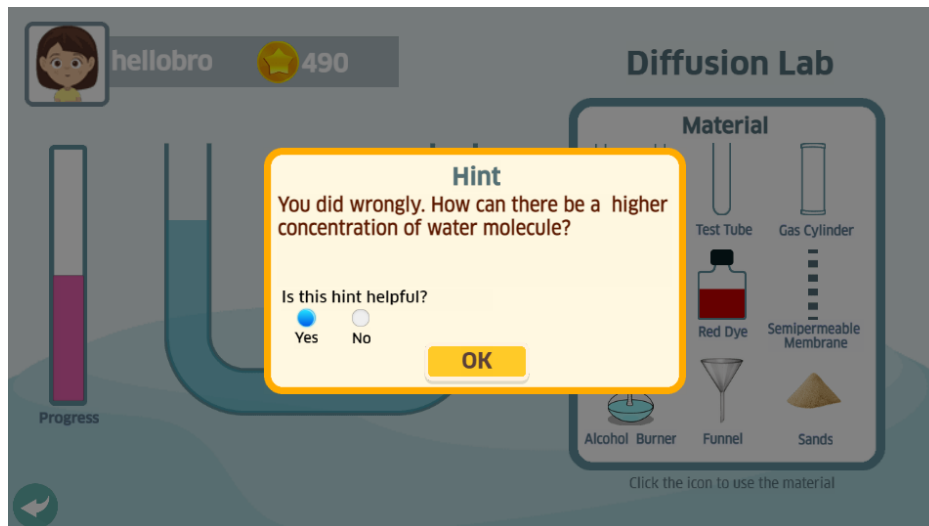 hellobro
490
Diffusion Lab
Material
Hint
You did wrongly. How can there be a higher
concentration of water molecule?
Is this hint helpful?
Yes
No
OK
Test Tube
Gas Cylinder
Red Dye
Semipermeable
Membrane
Alcohol Burner
Funnel
Sands
Progress
Click the icon to use the material